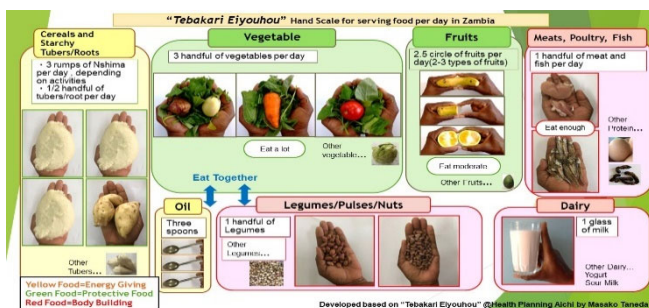 "Tebakari Eiyouhou" Hand Scale for serving food per day in Zambia
Cereals and
Starchy
Tubers/Roots
• 3 rumps of Nshima
per day , depending
on activities
• 1/2 handful of
tubers/root per day
Other
Tubers...
Vegetable
3 handful of vegetables per day
Eat a lot
Other
vegetable...
Fruits
2.5 circle of fruits per
day(2-3 types of fruits)
Eat moderate
Other Fruits...
Meats, Poultry, Fish
1 handful of meat and
fish per day
Eat enough
Other
Protein...
Eat Together
Oil
Three
spoons
Legumes/Pulses/Nuts
1 handful of
Legumes
Other
Legumes...
Dairy
1 glass
of milk
Other Dairy...
Yogurt
Sour Milk
Yellow Food=Energy Giving
Green Food=Protective Food
Red Food=Body Building
Developed based on "Tebakari Eiyouhou" @Health Planning Aichi by Masako Taneda